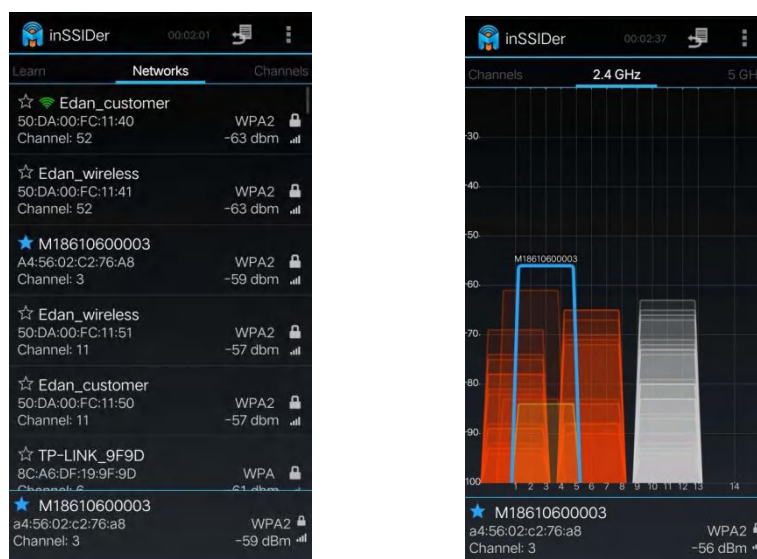 inSSIDer 00:02:01
Learn Networks Channels
Edan_customer
50:DA:00:FC:11:40 WPA2
Channel: 52 -63 dbm
Edan_wireless
50:DA:00:FC:11:41 WPA2
Channel: 52 -63 dbm
M18610600003
A4:56:02:C2:76:A8 WPA2
Channel: 3 -59 dbm
Edan_wireless
50:DA:00:FC:11:51 WPA2
Channel: 11 -57 dbm
Edan_customer
50:DA:00:FC:11:50 WPA2
Channel: 11 -57 dbm
TP-LINK_9F9D
8C:A6:DF:19:9F:9D WPA
Channel: 6 -61 dbm
M18610600003
a4:56:02:c2:76:a8 WPA2
Channel: 3 -59 dBm
inSSIDer 00:02:37
Channels 2.4 GHz 5 GH
-30
-40
-50
M18610600003
-60
-70
-80
-90
100
1 2 3 4 5 6 7 8 9 10 11 12 13 14
M18610600003
a4:56:02:c2:76:a8 WPA2
Channel: 3 -56 dBm